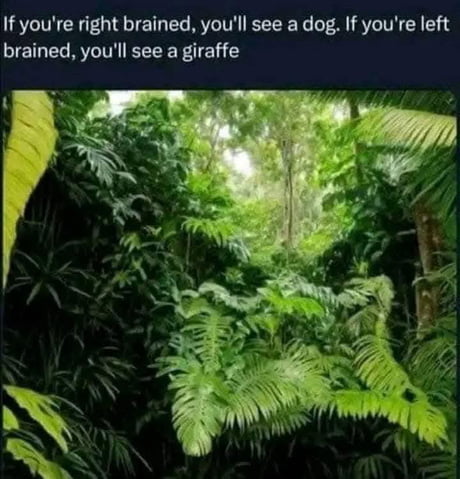 If you're right brained, you'll see a dog. If you're left
brained, you'll see a giraffe